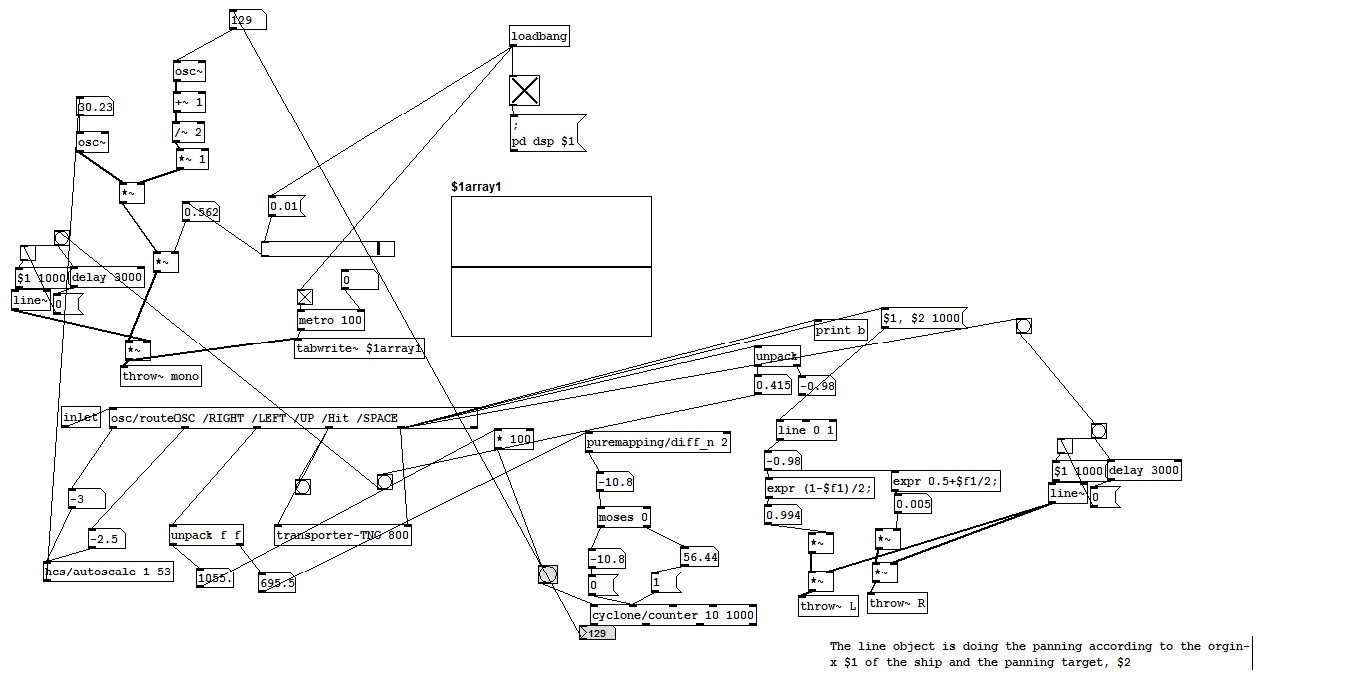 129
loadbang
osc~
30.23
+~ 1
;
pd dsp $1
/~ 2
osc~
*~ 1
*~
$1array1
0.01
0.562
*~
$1 1000
delay 3000
0
line~
0
metro 100
$1, $2 1000
print b
tabwrite~ $1array1
*~
unpack
throw~ mono
0.415
-0.98
inlet
osc/routeOSC /RIGHT /LEFT /UP /Hit /SPACE
line 0 1
* 100
puremapping/diff_n 2
-0.98
$1 1000
delay 3000
-10.8
expr (1-$f1)/2;
expr 0.5+$f1/2;
line~
0
-3
0.005
moses 0
0.994
unpack f f
transporter-TNG 800
-2.5
*~
*~
-10.8
56.44
hcs/autoscale 1 53
1055.
695.5
0
1
*~
*~
throw~ L
throw~ R
cyclone/counter 10 1000
129
The line object is doing the panning according to the orgin-
x $1 of the ship and the panning target, $2